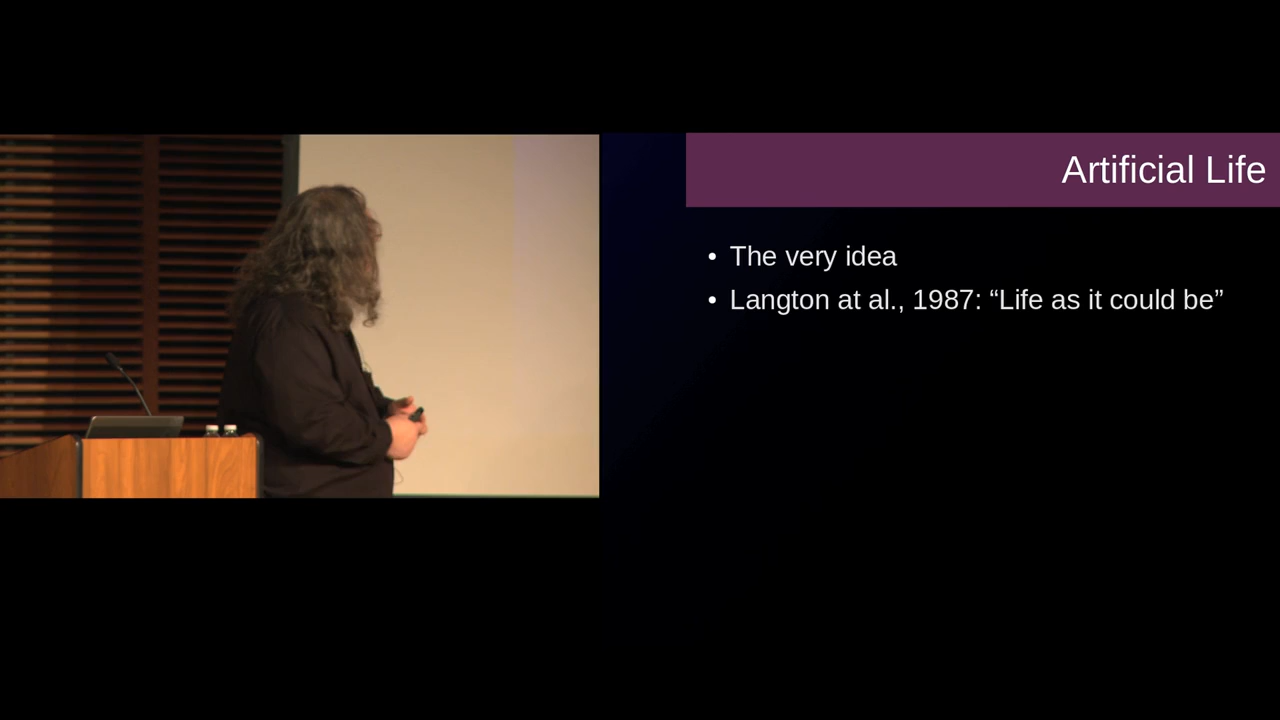 Artificial Life
• The very idea
• Langton at al., 1987: “Life as it could be”